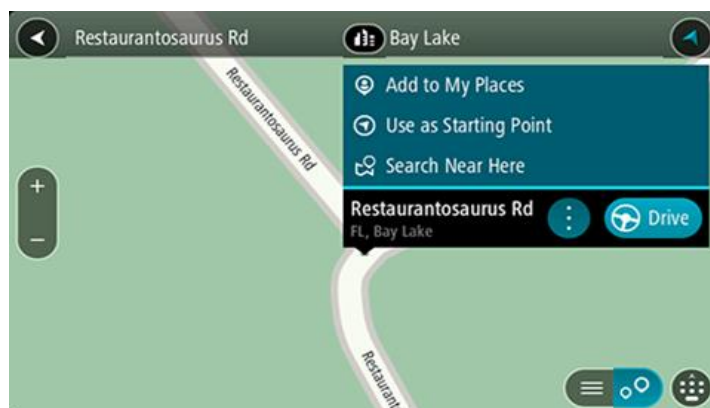 Restaurantosaurus Rd
Bay Lake
Add to My Places
Use as Starting Point
Search Near Here
Restaurantosaurus Rd
FL, Bay Lake
Drive
Restaurantosaurus Rd
Restaurant